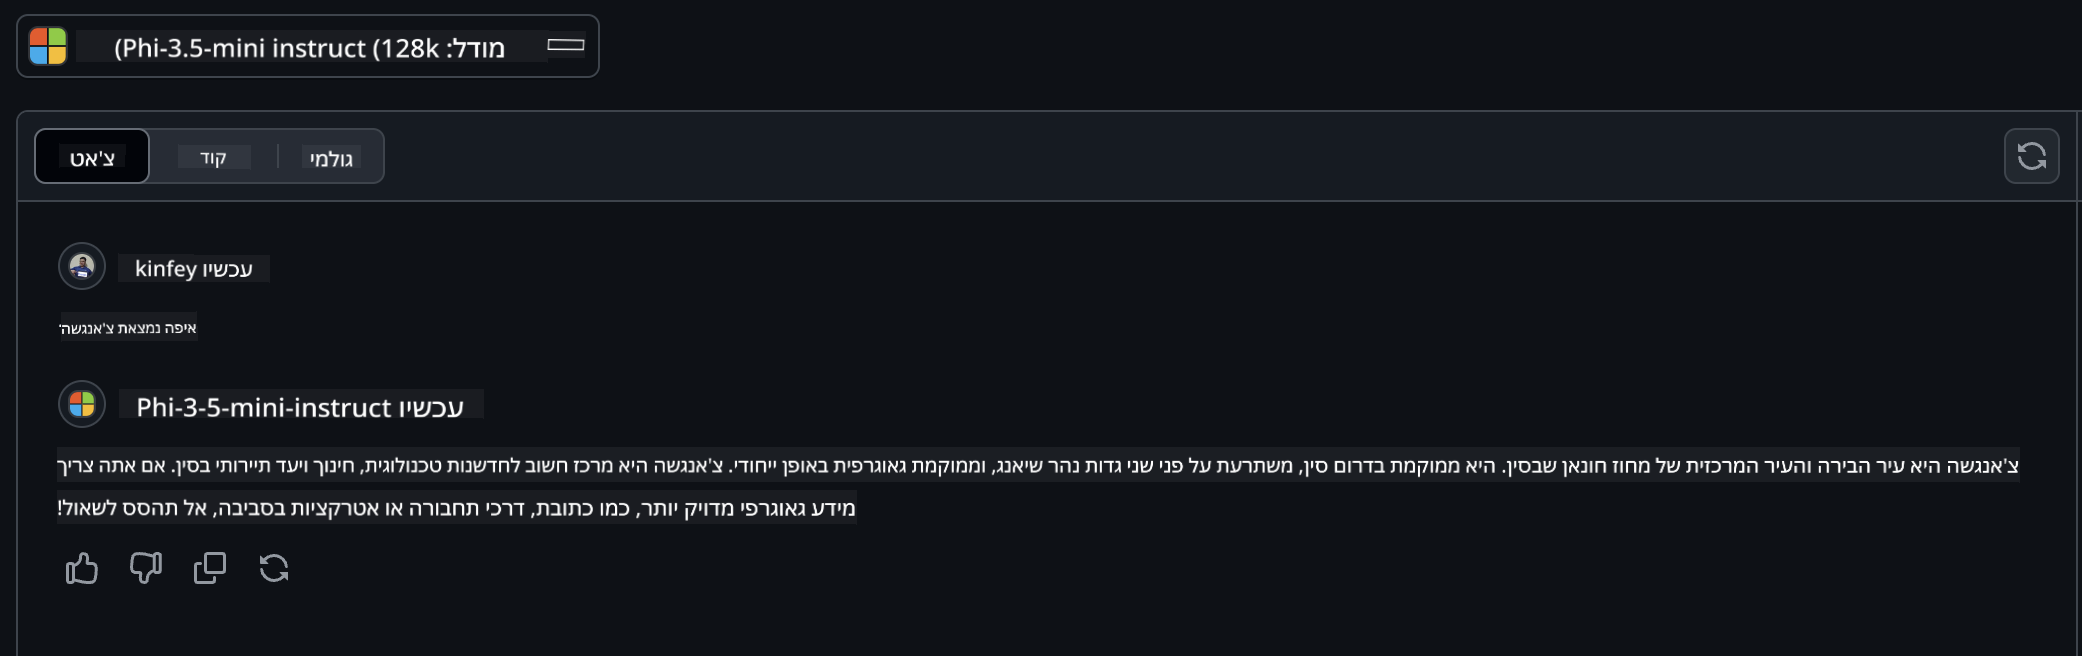 מודל: Phi-3.5-mini instruct (128k)
צ'אט
קוד
גולמי
kinfey עכשיו
איפה נמצאת צ'אנגשה
Phi-3-5-mini-instruct עכשיו
צ'אנגשה היא עיר הבירה והעיר המרכזית של מחוז חונאן שבסין. היא ממוקמת בדרום סין, משתרעת על פני שני גדות נהר שיאנג, וממוקמת גאוגרפית באופן ייחודי. צ'אנגשה היא מרכז חשוב לחדשנות טכנולוגית, חינוך ויעד תיירותי בסין. אם אתה צריך
מידע גאוגרפי מדויק יותר, כמו כתובת, דרכי תחבורה או אטרקציות בסביבה, אל תהסס לשאול!